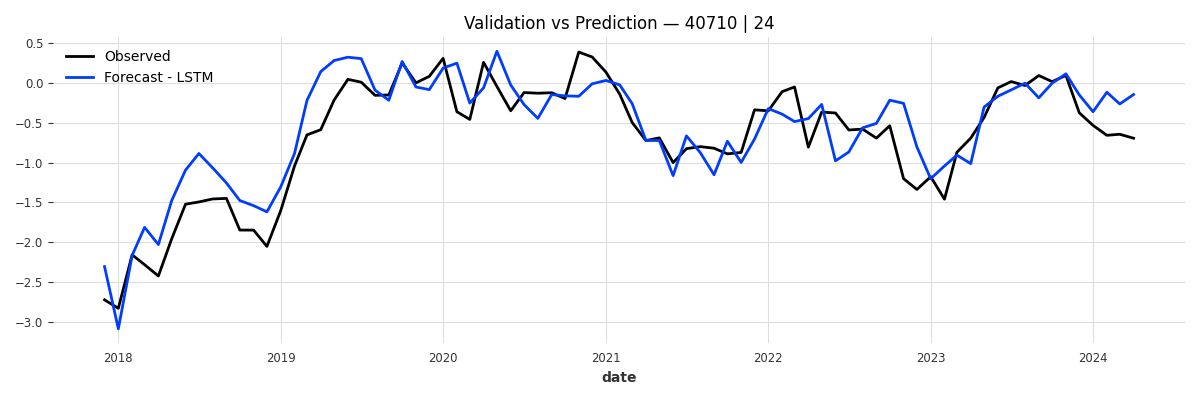 Validation vs Prediction — 40710 | 24
Observed
Forecast - LSTM
0.5
0.0
−0.5
−1.0
−1.5
−2.0
−2.5
−3.0
2018 2019 2020 2021 2022 2023 2024
date